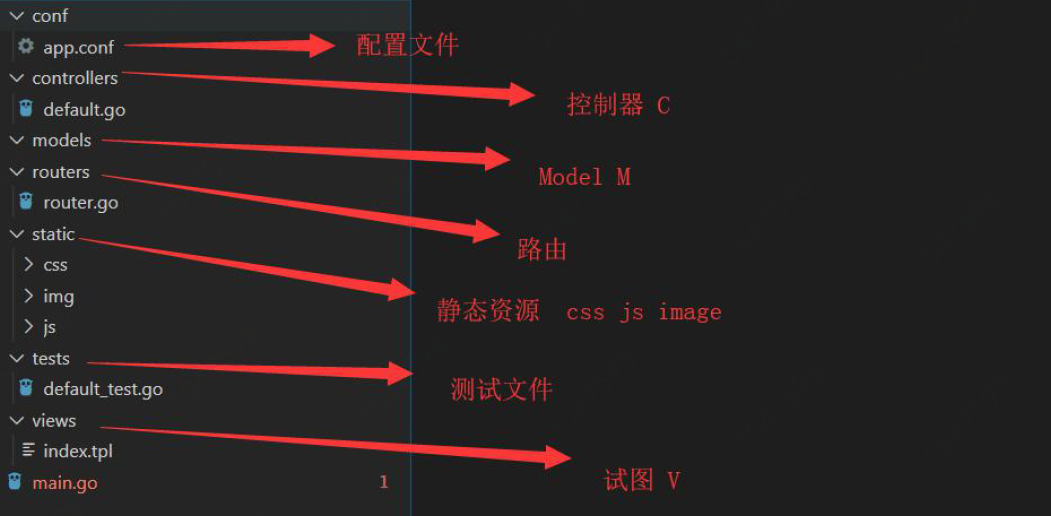 conf
app.conf 配置文件
controllers
控制器 C
default.go
models
Model M
routers
router.go
路由
static
css
img
静态资源 css js image
js
tests
default_test.go
测试文件
views
index.tpl
试图 V
main.go 1